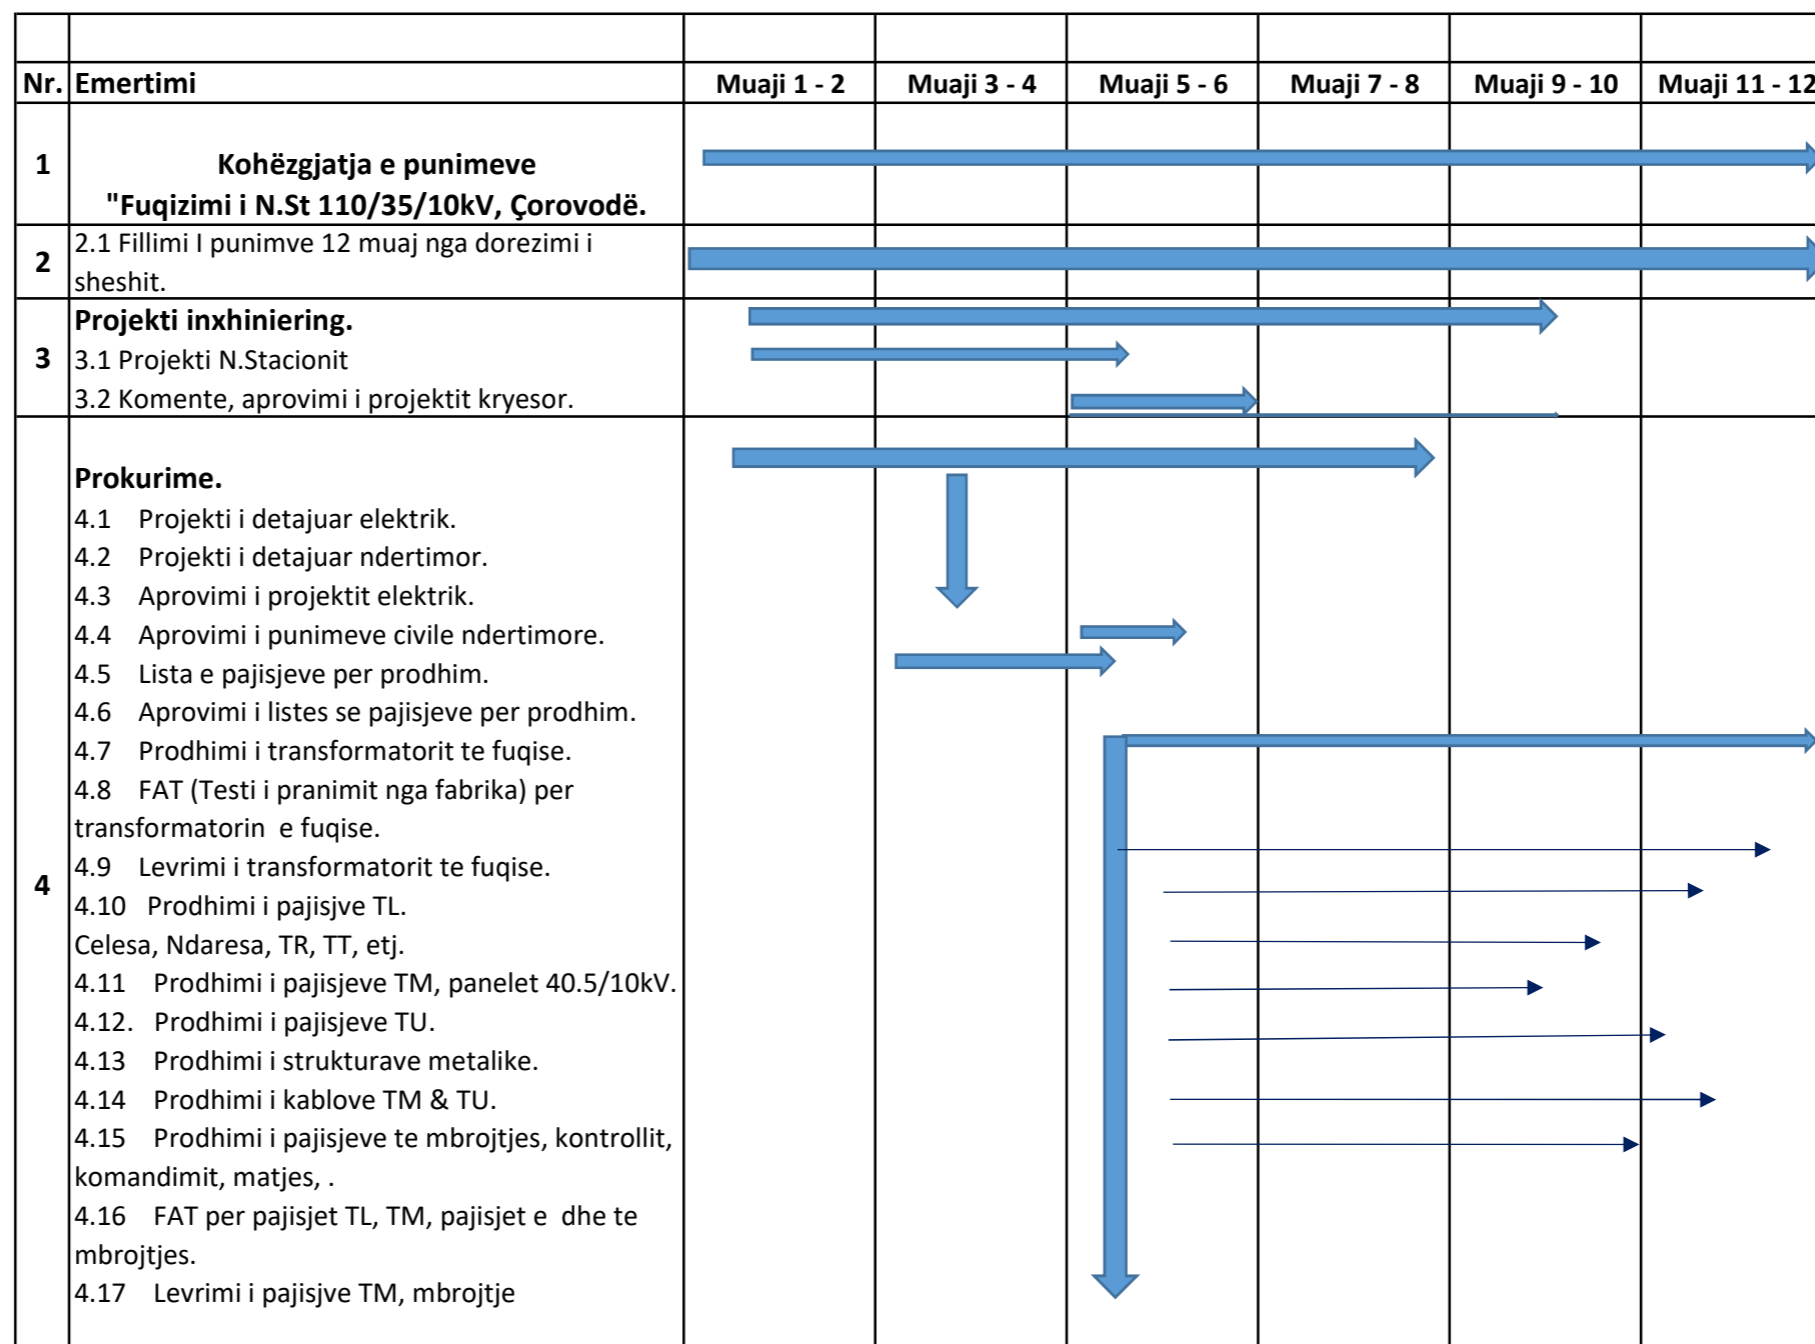 Nr. Emertimi Muaji 1 - 2 Muaji 3 - 4 Muaji 5 - 6 Muaji 7 - 8 Muaji 9 - 10 Muaji 11 - 12
1 Kohëzgjatja e punimeve
"Fuqizimi i N.St 110/35/10kV, Çorovodë.
2 2.1 Fillimi I punimve 12 muaj nga dorezimi i
sheshit.
Projekti inxhiniering.
3 3.1 Projekti N.Stacionit
3.2 Komente, aprovimi i projektit kryesor.
Prokurime.
4.1 Projekti i detajuar elektrik.
4.2 Projekti i detajuar ndertimor.
4.3 Aprovimi i projektit elektrik.
4.4 Aprovimi i punimeve civile ndertimore.
4.5 Lista e pajisjeve per prodhim.
4.6 Aprovimi i listes se pajisjeve per prodhim.
4.7 Prodhimi i transformatorit te fuqise.
4.8 FAT (Testi i pranimit nga fabrika) per
transformatorin e fuqise.
4.9 Levrimi i transformatorit te fuqise.
4
4.10 Prodhimi i pajisjve TL.
Celesa, Ndaresa, TR, TT, etj.
4.11 Prodhimi i pajisjeve TM, panelet 40.5/10kV.
4.12. Prodhimi i pajisjeve TU.
4.13 Prodhimi i strukturave metalike.
4.14 Prodhimi i kablove TM & TU.
4.15 Prodhimi i pajisjeve te mbrojtjes, kontrollit,
komandimit, matjes, .
4.16 FAT per pajisjet TL, TM, pajisjet e dhe te
mbrojtjes.
4.17 Levrimi i pajisjve TM, mbrojtje